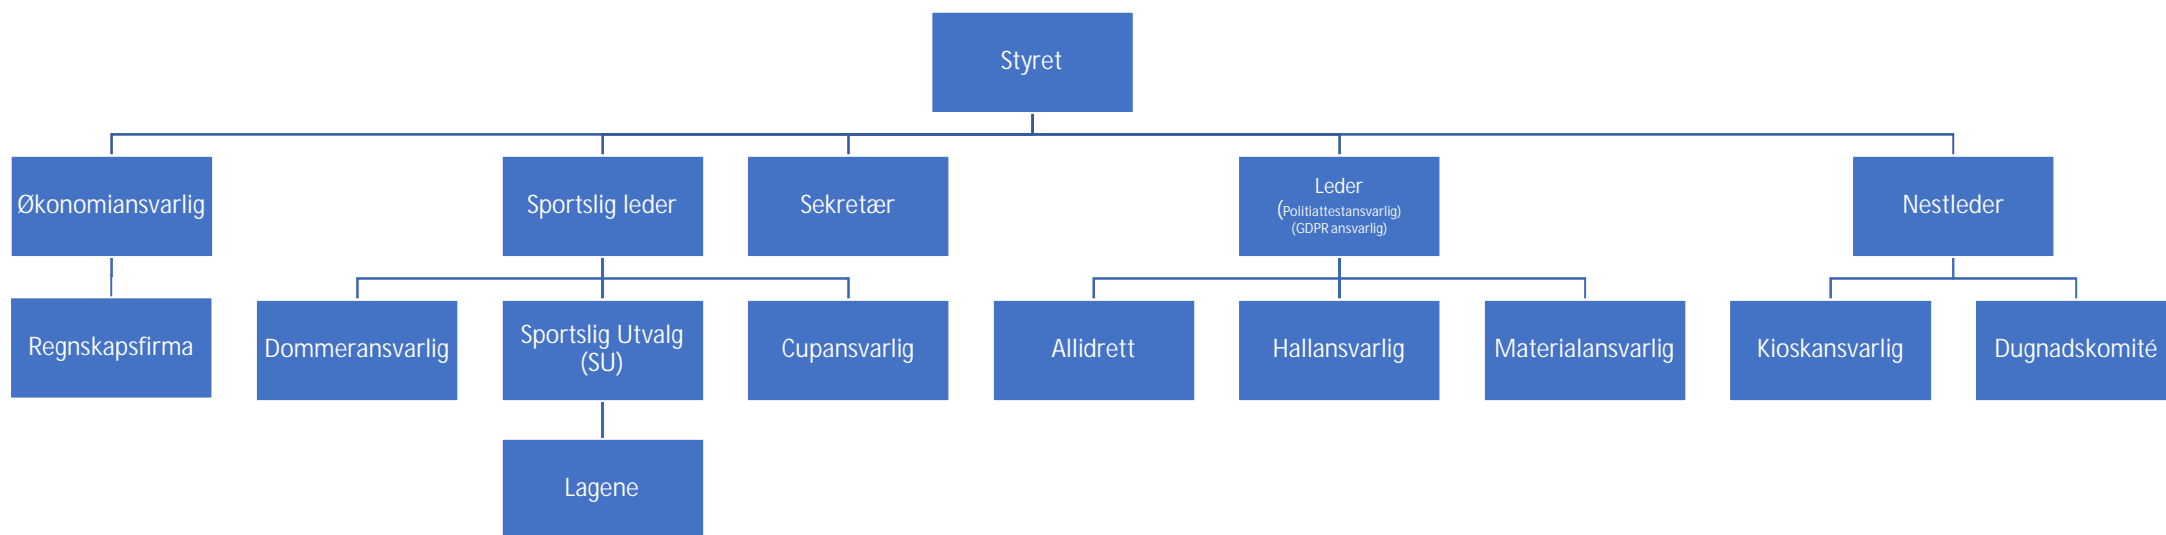 Styret
Økonomiansvarlig
Sportslig leder
Sekretær
Leder
(Politiattestansvarlig)
(GDPR ansvarlig)
Nestleder
Regnskapsfirma
Dommeransvarlig
Sportslig Utvalg
(SU)
Cupansvarlig
Allidrett
Hallansvarlig
Materialansvarlig
Kioskansvarlig
Dugnadskomité
Lagene